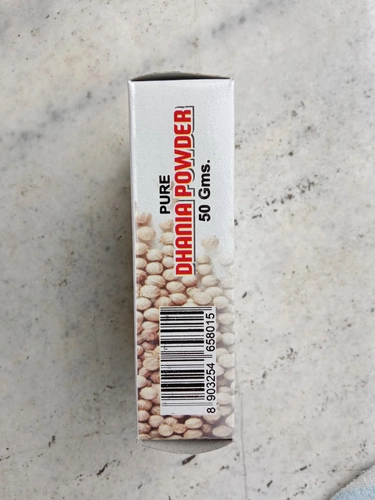 PURE
DHANIA POWDER
50 Gms.
8 903254 658015